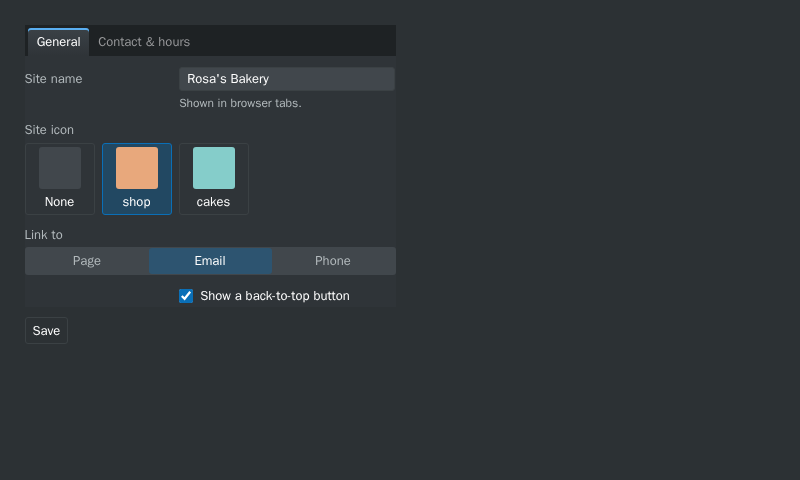 General Contact & hours
Site name Rosa's Bakery
Shown in browser tabs.
Site icon
None shop cakes
Link to
Page Email Phone
Show a back-to-top button
Save